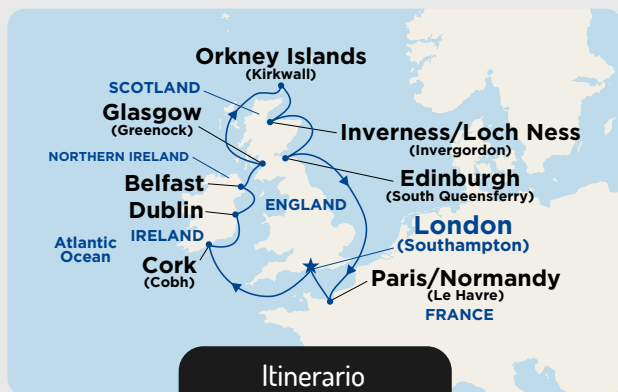 Orkney Islands
(Kirkwall)
SCOTLAND
Glasgow
(Greenock)
Inverness/Loch Ness
(Invergordon)
NORTHERN IRELAND
Edinburgh
(South Queensferry)
Belfast
ENGLAND
Dublin
London
(Southampton)
IRELAND
Atlantic
Ocean
Cork
(Cobh)
Paris/Normandy
(Le Havre)
FRANCE
Itinerario